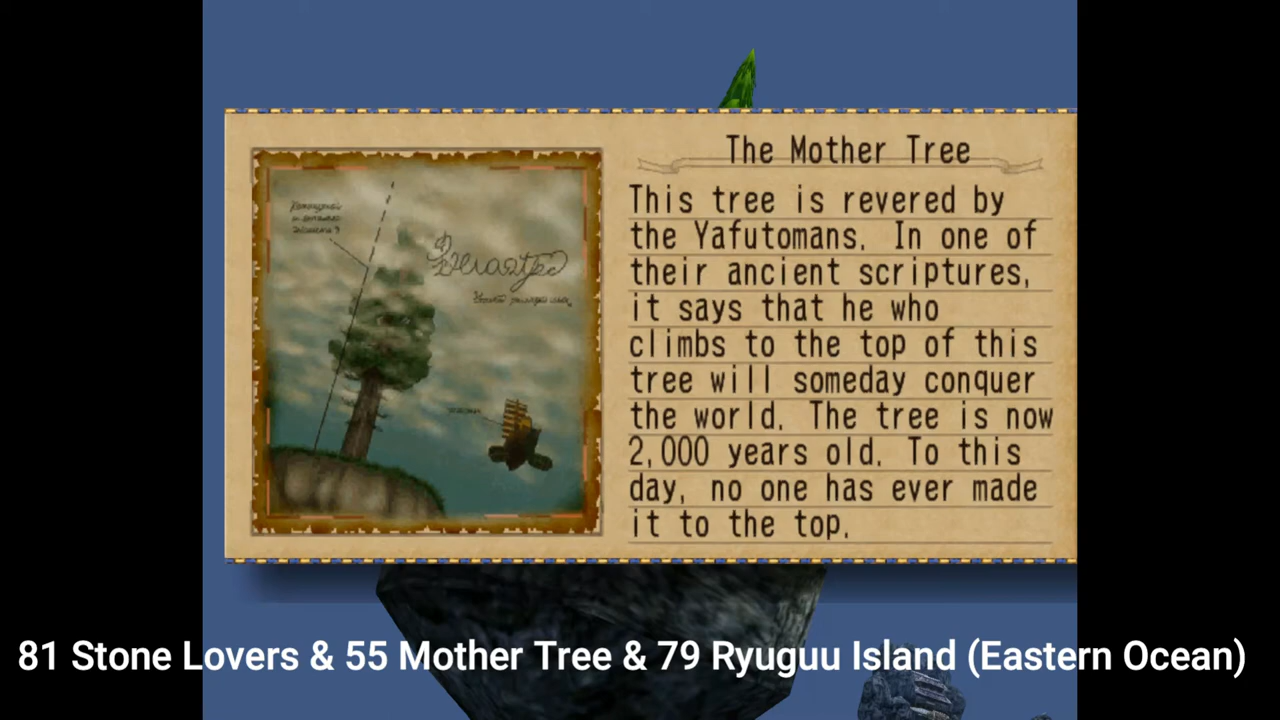 The Mother Tree
This tree is revered by
the Yafutomans. In one of
their ancient scriptures,
it says that he who
climbs to the top of this
tree will someday conquer
the world. The tree is now
2,000 years old. To this
day, no one has ever made
it to the top.
81 Stone Lovers & 55 Mother Tree & 79 Ryuguu Island (Eastern Ocean)